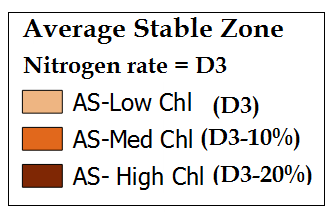 Average Stable Zone
Nitrogen rate = D3
AS-Low Chl (D3)
AS-Med Chl (D3-10%)
AS- High Chl (D3-20%)